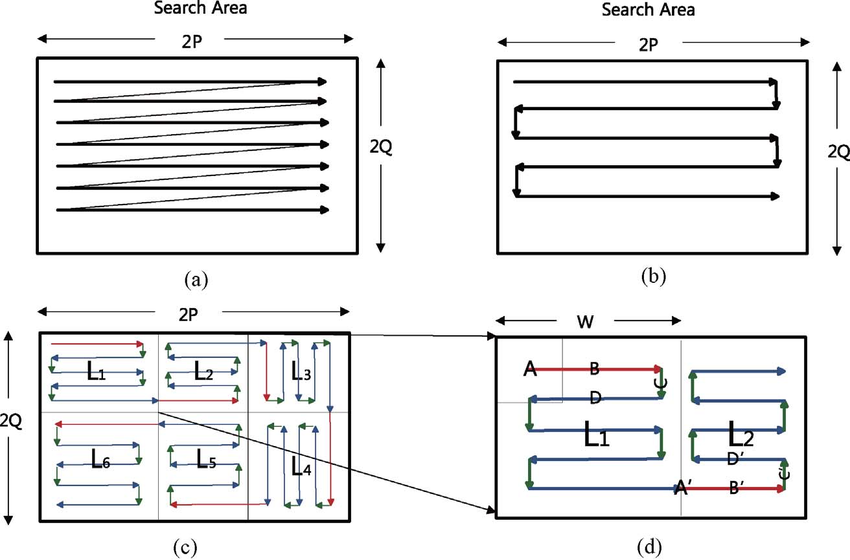 Search Area
2P
2Q
(a)
Search Area
2P
2Q
(b)
2P
2Q
L1
L2
L3
L6
L5
L4
(c)
W
A
B
C
D
L1
L2
D'
C'
A'
B'
(d)